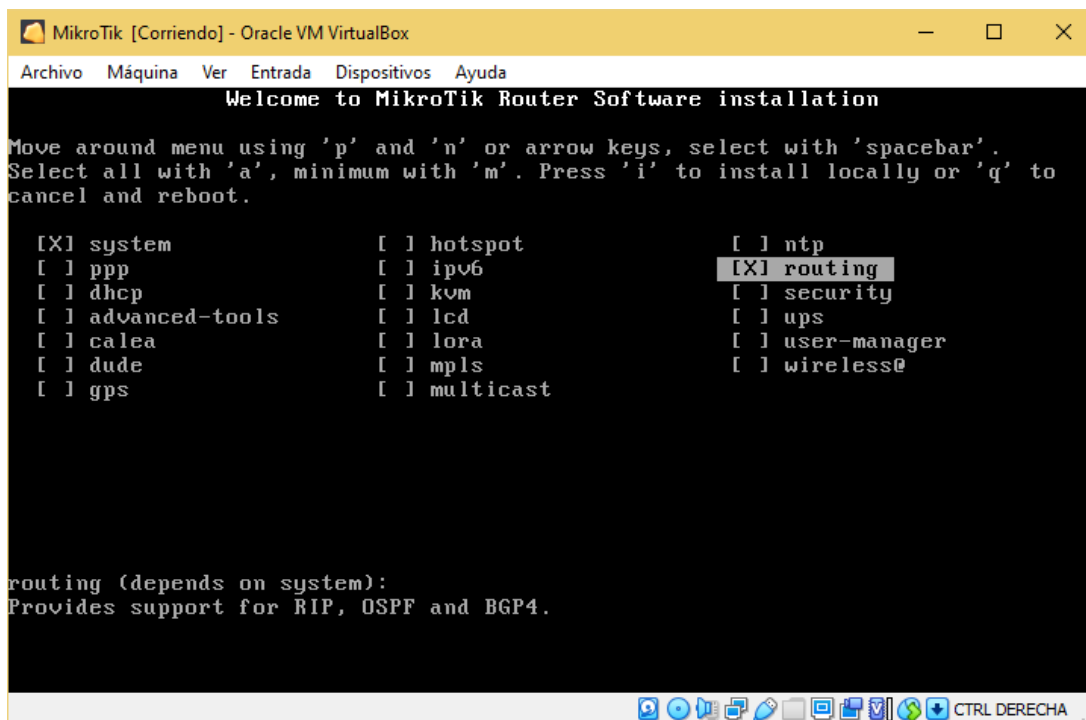 MikroTik [Corriendo] - Oracle VM VirtualBox
Archivo Máquina Ver Entrada Dispositivos Ayuda
Welcome to MikroTik Router Software installation
Move around menu using 'p' and 'n' or arrow keys, select with 'spacebar'.
Select all with 'a', minimum with 'm'. Press 'i' to install locally or 'q' to
cancel and reboot.
[X] system [ ] hotspot [ ] ntp
[ ] ppp [ ] ipv6 [X] routing
[ ] dhcp [ ] kvm [ ] security
[ ] advanced-tools [ ] lcd [ ] ups
[ ] calea [ ] lora [ ] user-manager
[ ] dude [ ] mpls [ ] wireless@
[ ] gps [ ] multicast
routing (depends on system):
Provides support for RIP, OSPF and BGP4.
CTRL DERECHA